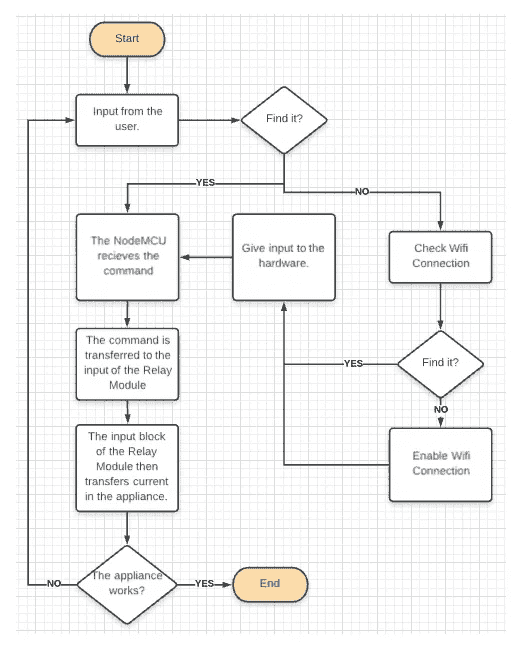 Start
Input from the
user.
Find it?
YES
NO
The NodeMCU
recieves the
command
Give input to the
hardware.
Check Wifi
Connection
The command is
transferred to the
input of the Relay
Module
YES
Find it?
NO
The input block
of the Relay
Module then
transfers current
in the appliance.
Enable Wifi
Connection
The appliance
works?
NO
YES
End